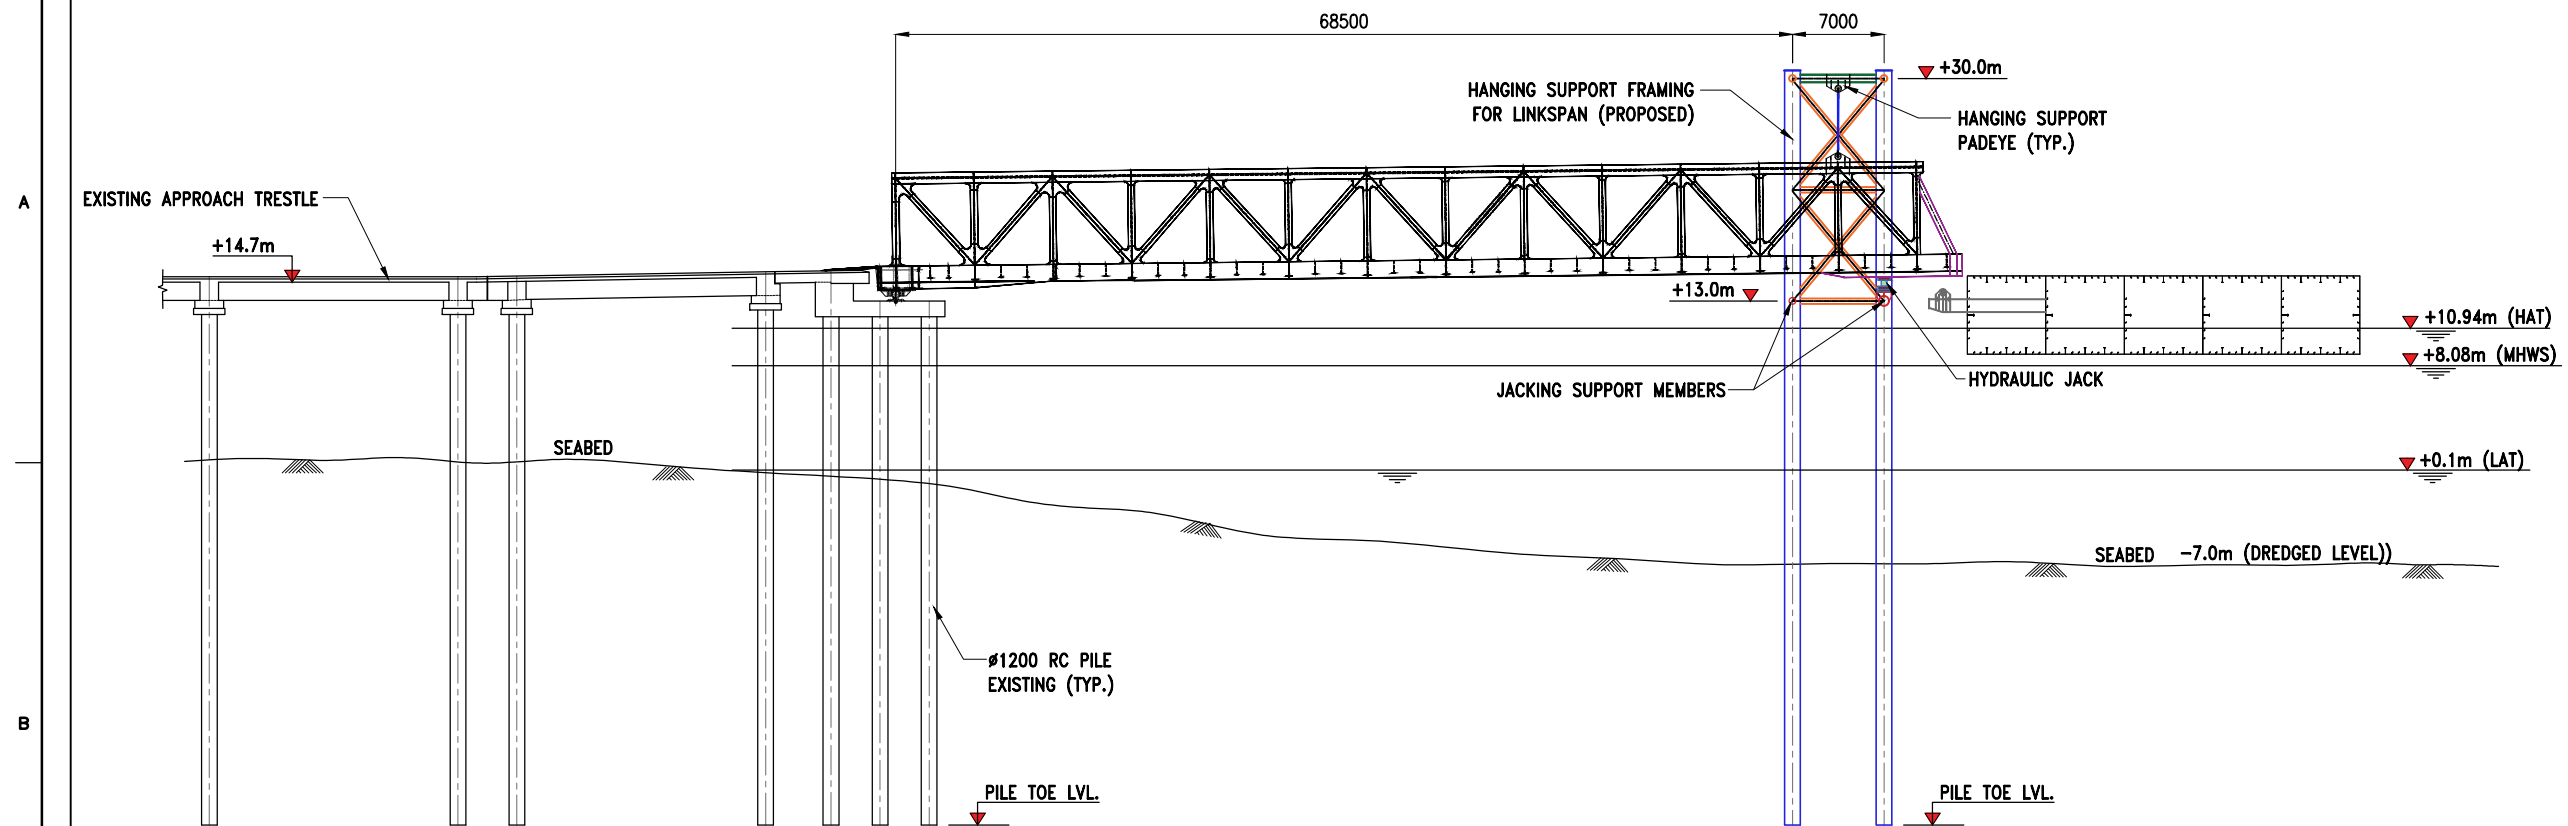 68500
7000
+30.0m
HANGING SUPPORT FRAMING
FOR LINKSPAN (PROPOSED)
HANGING SUPPORT
PADEYE (TYP.)
A
EXISTING APPROACH TRESTLE
+14.7m
+13.0m
+10.94m (HAT)
+8.08m (MHWS)
JACKING SUPPORT MEMBERS
HYDRAULIC JACK
SEABED
+0.1m (LAT)
SEABED -7.0m (DREDGED LEVEL))
ø1200 RC PILE
EXISTING (TYP.)
B
PILE TOE LVL.
PILE TOE LVL.